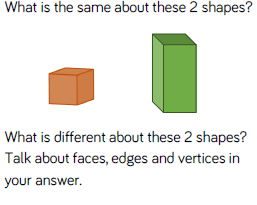 What is the same about these 2 shapes?
What is different about these 2 shapes?
Talk about faces, edges and vertices in
your answer.